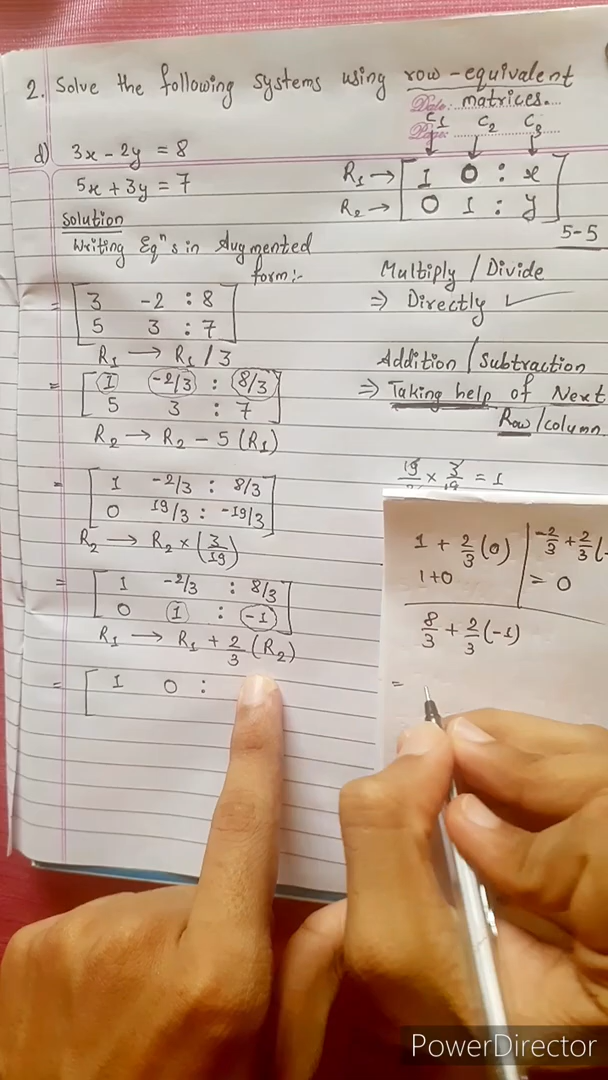 2. Solve the following systems using row-equivalent
matrices.
Date:
Page:
C1 C2 C3
d) 3x - 2y = 8
5x + 3y = 7
R1 → [ 1 0 : x ]
R2 → [ 0 1 : y ]
5-5
Solution
Writing Eqⁿs in Augmented
form:-
= [ 3 -2 : 8
5 3 : 7 ]
R1 → R1/3
= [ 1 -2/3 : 8/3
5 3 : 7 ]
R2 → R2 - 5(R1)
= [ 1 -2/3 : 8/3
0 19/3 : -19/3 ]
R2 → R2 × (3/19)
= [ 1 -2/3 : 8/3
0 1 : -1 ]
R1 → R1 + 2/3 (R2)
= [ 1 0 :
Multiply / Divide
⇒ Directly ✓
Addition / Subtraction
⇒ Taking help of Next
Row/column
× 3/19 = 1
1 + 2/3 (0)
1+0
-2/3 + 2/3 (
= 0
8/3 + 2/3 (-1)
=
PowerDirector